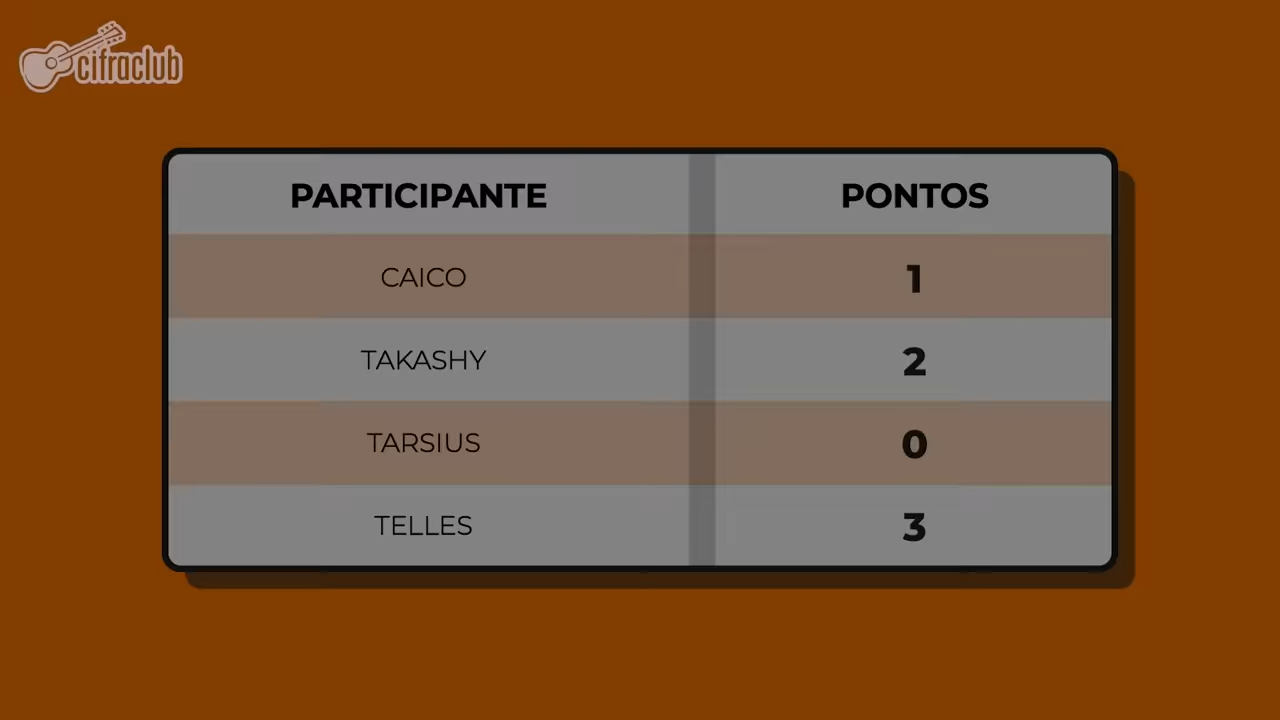 cifraclub
PARTICIPANTE PONTOS
CAICO 1
TAKASHY 2
TARSIUS 0
TELLES 3